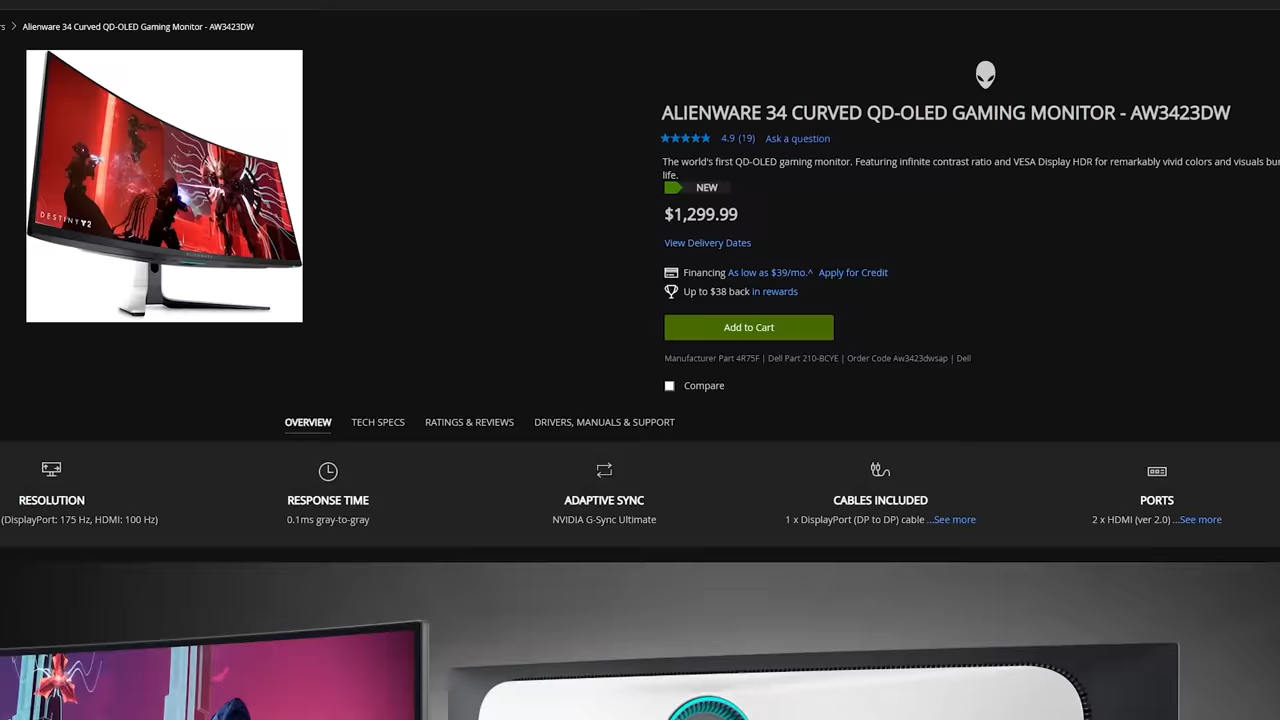 rs > Alienware 34 Curved QD-OLED Gaming Monitor - AW3423DW
DESTINY 2
ALIENWARE
ALIENWARE 34 CURVED QD-OLED GAMING MONITOR - AW3423DW
4.9 (19) Ask a question
The world's first QD-OLED gaming monitor. Featuring infinite contrast ratio and VESA Display HDR for remarkably vivid colors and visuals bu
life.
NEW
$1,299.99
View Delivery Dates
Financing As low as $39/mo.^ Apply for Credit
Up to $38 back in rewards
Add to Cart
Manufacturer Part 4R75F | Dell Part 210-BCYE | Order Code Aw3423dwsap | Dell
Compare
OVERVIEW TECH SPECS RATINGS & REVIEWS DRIVERS, MANUALS & SUPPORT
RESOLUTION
(DisplayPort: 175 Hz, HDMI: 100 Hz)
RESPONSE TIME
0.1ms gray-to-gray
ADAPTIVE SYNC
NVIDIA G-Sync Ultimate
CABLES INCLUDED
1 x DisplayPort (DP to DP) cable ...See more
PORTS
2 x HDMI (ver 2.0) ...See more